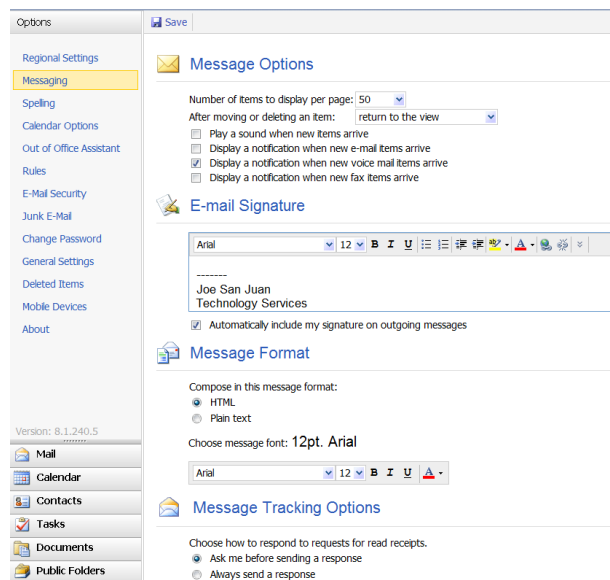 Options
Save
Regional Settings
Messaging
Spelling
Calendar Options
Out of Office Assistant
Rules
E-Mail Security
Junk E-Mail
Change Password
General Settings
Deleted Items
Mobile Devices
About
Version: 8.1.240.5
Mail
Calendar
Contacts
Tasks
Documents
Public Folders
Message Options
Number of items to display per page: 50
After moving or deleting an item: return to the view
Play a sound when new items arrive
Display a notification when new e-mail items arrive
Display a notification when new voice mail items arrive
Display a notification when new fax items arrive
E-mail Signature
Arial 12 B I U ab A
-------
Joe San Juan
Technology Services
Automatically include my signature on outgoing messages
Message Format
Compose in this message format:
HTML
Plain text
Choose message font: 12pt. Arial
Arial 12 B I U A
Message Tracking Options
Choose how to respond to requests for read receipts.
Ask me before sending a response
Always send a response